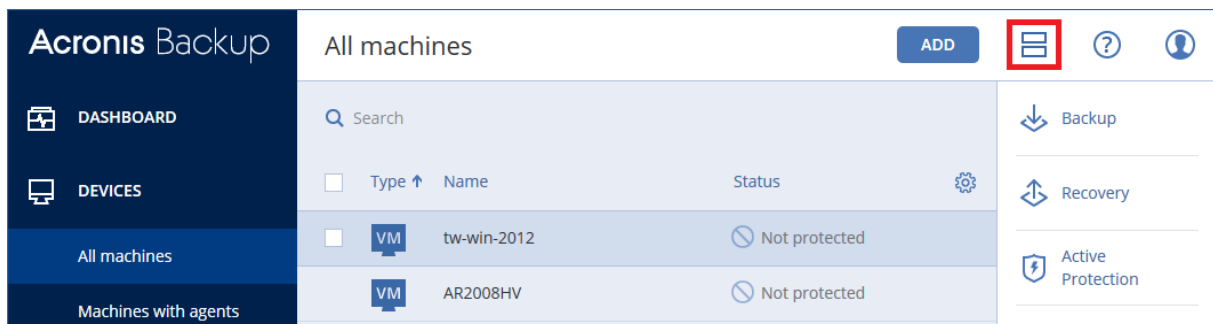 Acronis Backup
All machines
ADD
?
DASHBOARD
DEVICES
All machines
Machines with agents
Search
Type Name Status
VM tw-win-2012 Not protected
VM AR2008HV Not protected
Backup
Recovery
Active
Protection